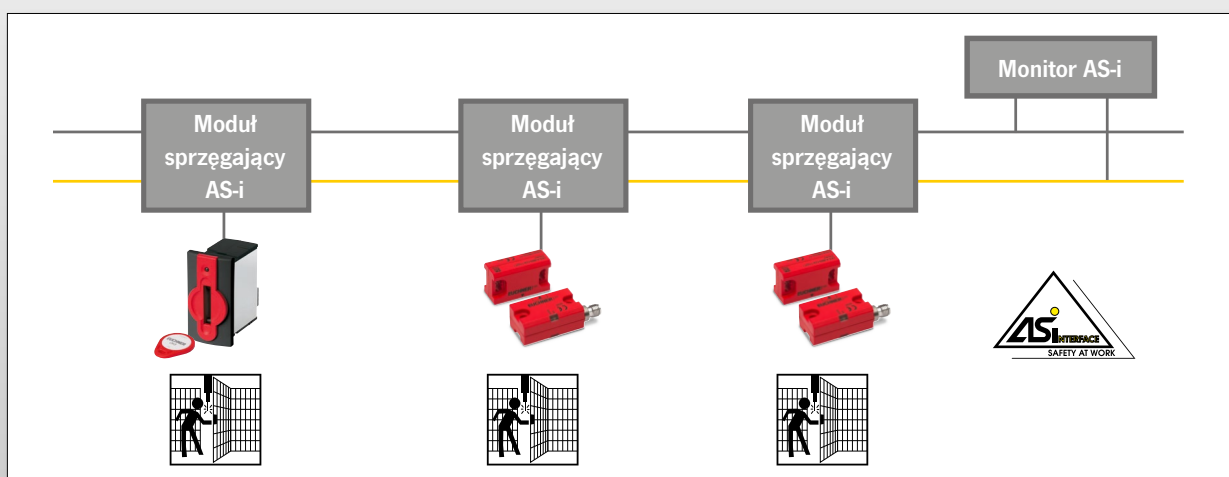 Monitor AS-i
Moduł
sprzęgający
AS-i
Moduł
sprzęgający
AS-i
Moduł
sprzęgający
AS-i
ASi
INTERFACE
SAFETY AT WORK